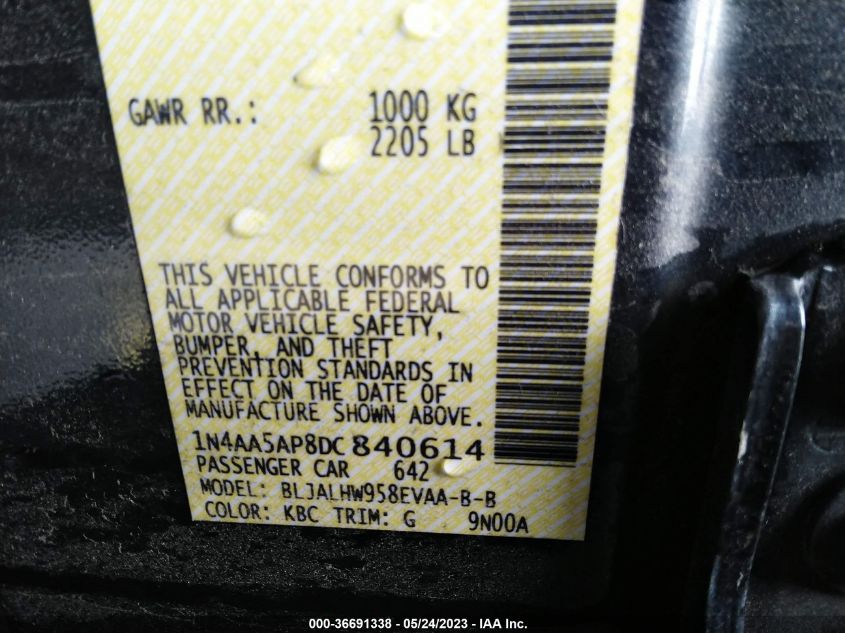 GAWR RR.: 1000 KG
2205 LB
THIS VEHICLE CONFORMS TO
ALL APPLICABLE FEDERAL
MOTOR VEHICLE SAFETY,
BUMPER, AND THEFT
PREVENTION STANDARDS IN
EFFECT ON THE DATE OF
MANUFACTURE SHOWN ABOVE.
1N4AA5AP8DC 840614
PASSENGER CAR 642
MODEL: BLJALHW958EVAA-B-B
COLOR: KBC TRIM: G 9N00A
000-36691338 - 05/24/2023 - IAA Inc.